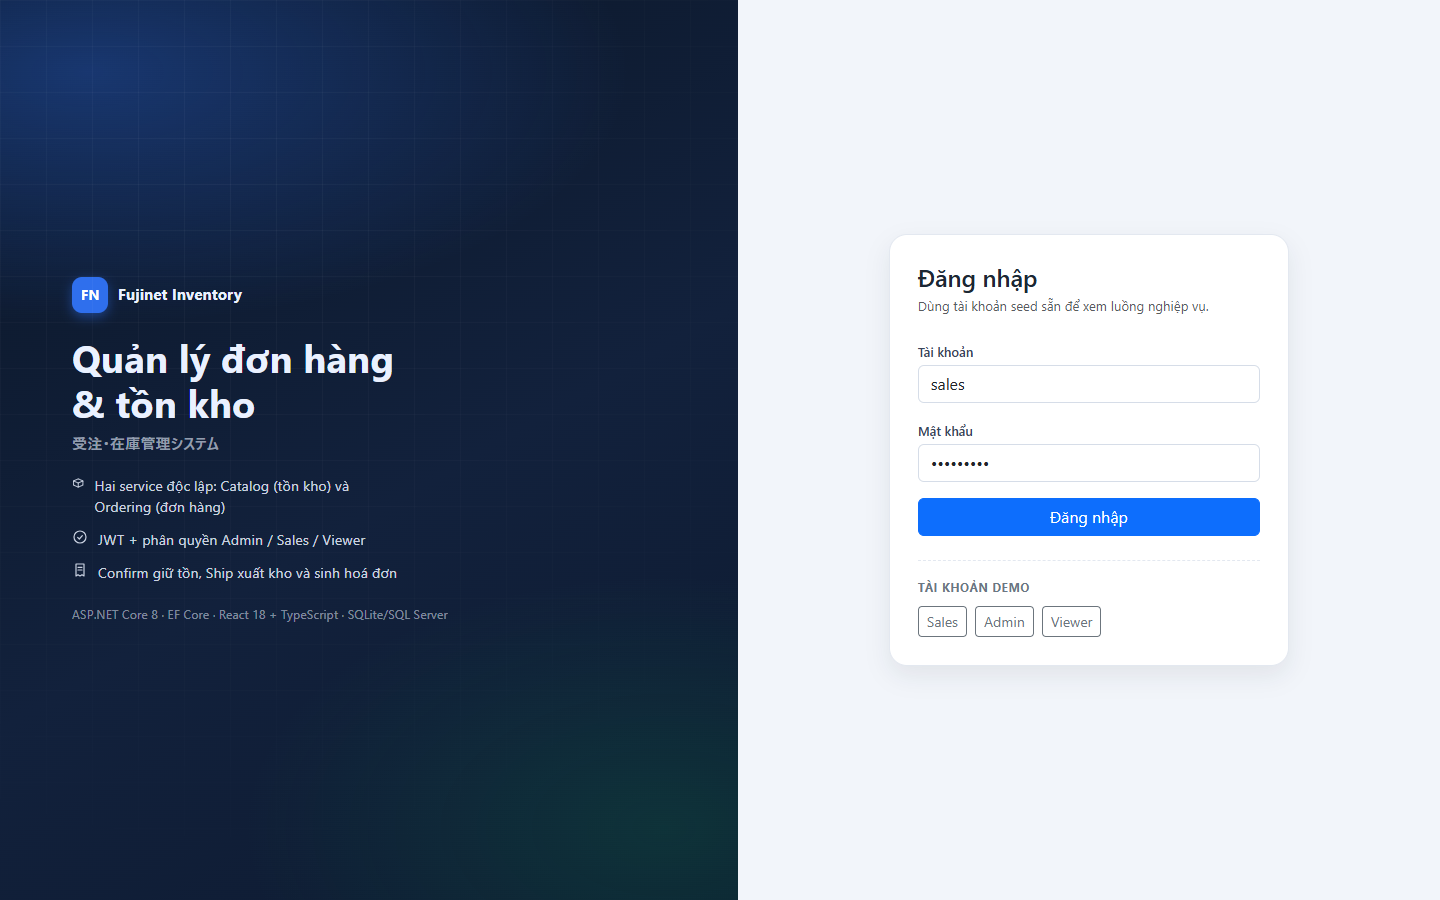 FN
Fujinet Inventory
Quản lý đơn hàng
& tồn kho
受注・在庫管理システム
Hai service độc lập: Catalog (tồn kho) và
Ordering (đơn hàng)
JWT + phân quyền Admin / Sales / Viewer
Confirm giữ tồn, Ship xuất kho và sinh hoá đơn
ASP.NET Core 8 · EF Core · React 18 + TypeScript · SQLite/SQL Server
Đăng nhập
Dùng tài khoản seed sẵn để xem luồng nghiệp vụ.
Tài khoản
sales
Mật khẩu
•••••••••
Đăng nhập
TÀI KHOẢN DEMO
Sales
Admin
Viewer